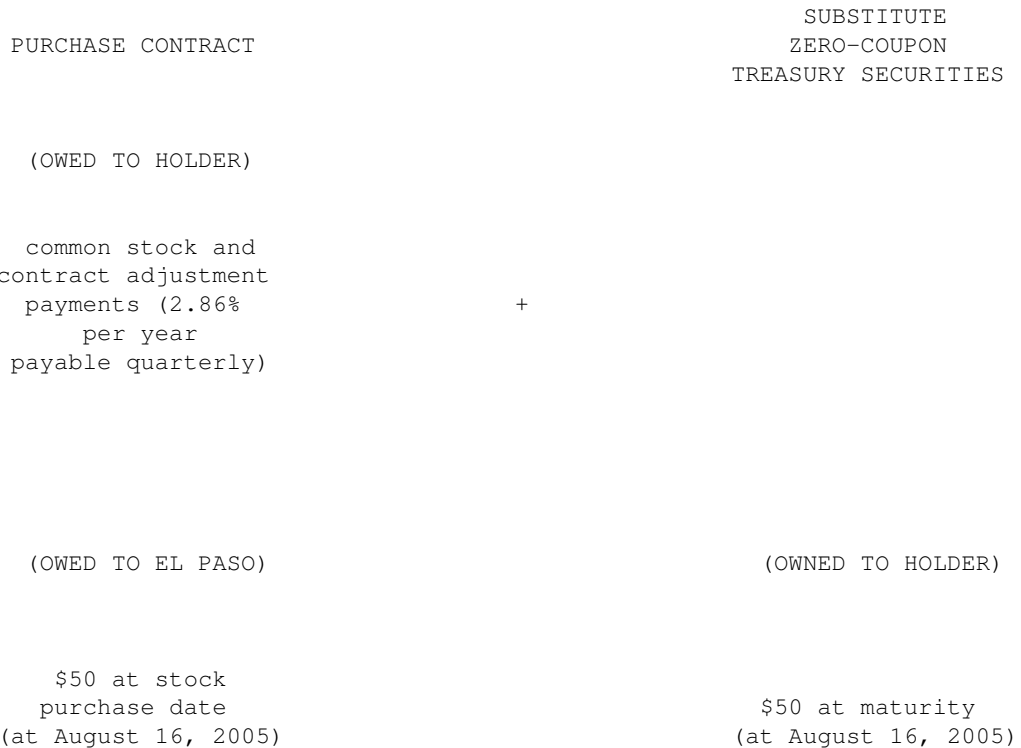 PURCHASE CONTRACT
SUBSTITUTE
ZERO-COUPON
TREASURY SECURITIES
(OWED TO HOLDER)
common stock and
contract adjustment
payments (2.86%
per year
payable quarterly)
+
(OWED TO EL PASO)
$50 at stock
purchase date
(at August 16, 2005)
(OWNED TO HOLDER)
$50 at maturity
(at August 16, 2005)